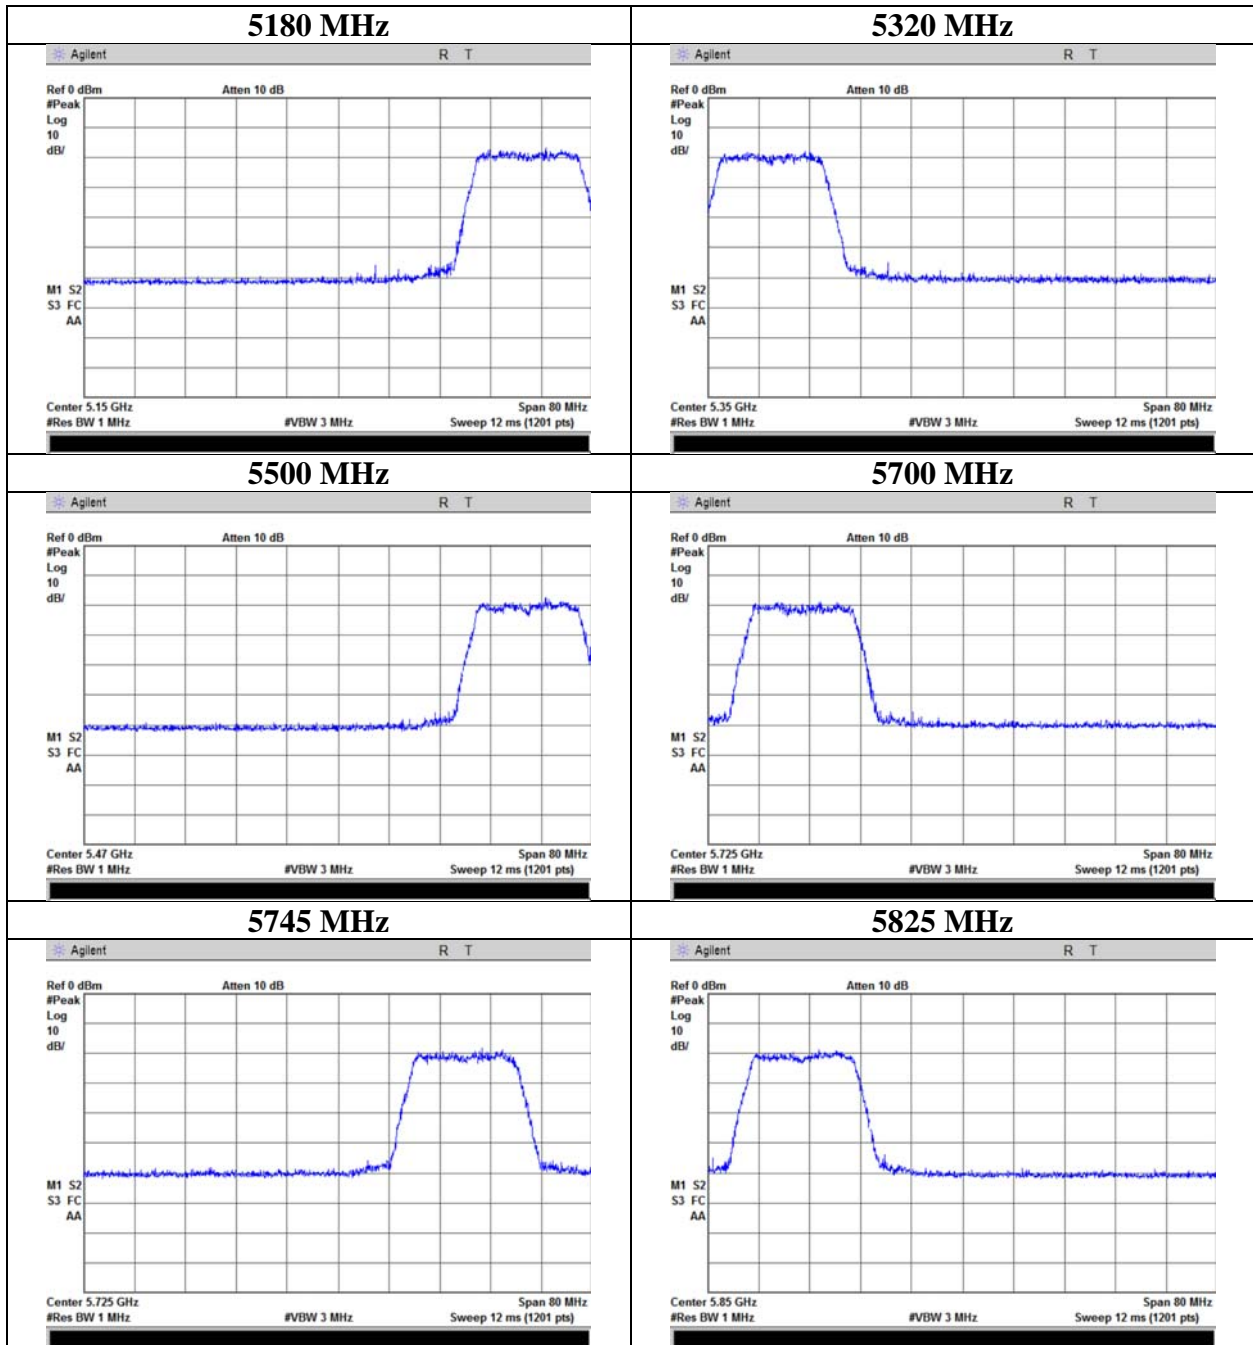 5180 MHz
5320 MHz
Agilent R T
Ref 0 dBm Atten 10 dB
#Peak
Log
10
dB/
M1 S2
S3 FC
AA
Center 5.15 GHz Span 80 MHz
#Res BW 1 MHz #VBW 3 MHz Sweep 12 ms (1201 pts)
Agilent R T
Ref 0 dBm Atten 10 dB
#Peak
Log
10
dB/
M1 S2
S3 FC
AA
Center 5.35 GHz Span 80 MHz
#Res BW 1 MHz #VBW 3 MHz Sweep 12 ms (1201 pts)
5500 MHz
5700 MHz
Agilent R T
Ref 0 dBm Atten 10 dB
#Peak
Log
10
dB/
M1 S2
S3 FC
AA
Center 5.47 GHz Span 80 MHz
#Res BW 1 MHz #VBW 3 MHz Sweep 12 ms (1201 pts)
Agilent R T
Ref 0 dBm Atten 10 dB
#Peak
Log
10
dB/
M1 S2
S3 FC
AA
Center 5.725 GHz Span 80 MHz
#Res BW 1 MHz #VBW 3 MHz Sweep 12 ms (1201 pts)
5745 MHz
5825 MHz
Agilent R T
Ref 0 dBm Atten 10 dB
#Peak
Log
10
dB/
M1 S2
S3 FC
AA
Center 5.725 GHz Span 80 MHz
#Res BW 1 MHz #VBW 3 MHz Sweep 12 ms (1201 pts)
Agilent R T
Ref 0 dBm Atten 10 dB
#Peak
Log
10
dB/
M1 S2
S3 FC
AA
Center 5.85 GHz Span 80 MHz
#Res BW 1 MHz #VBW 3 MHz Sweep 12 ms (1201 pts)